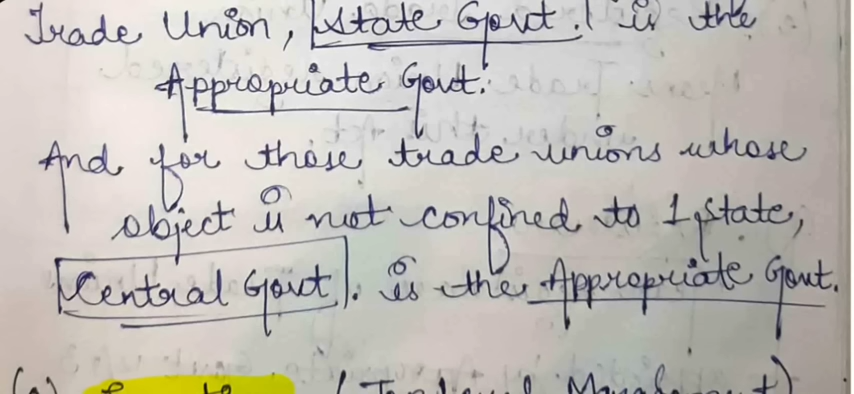 Trade Union, State Govt. is the
Appropriate Govt.
And for those trade unions whose
object is not confined to 1 State,
Central Govt. is the Appropriate Govt.